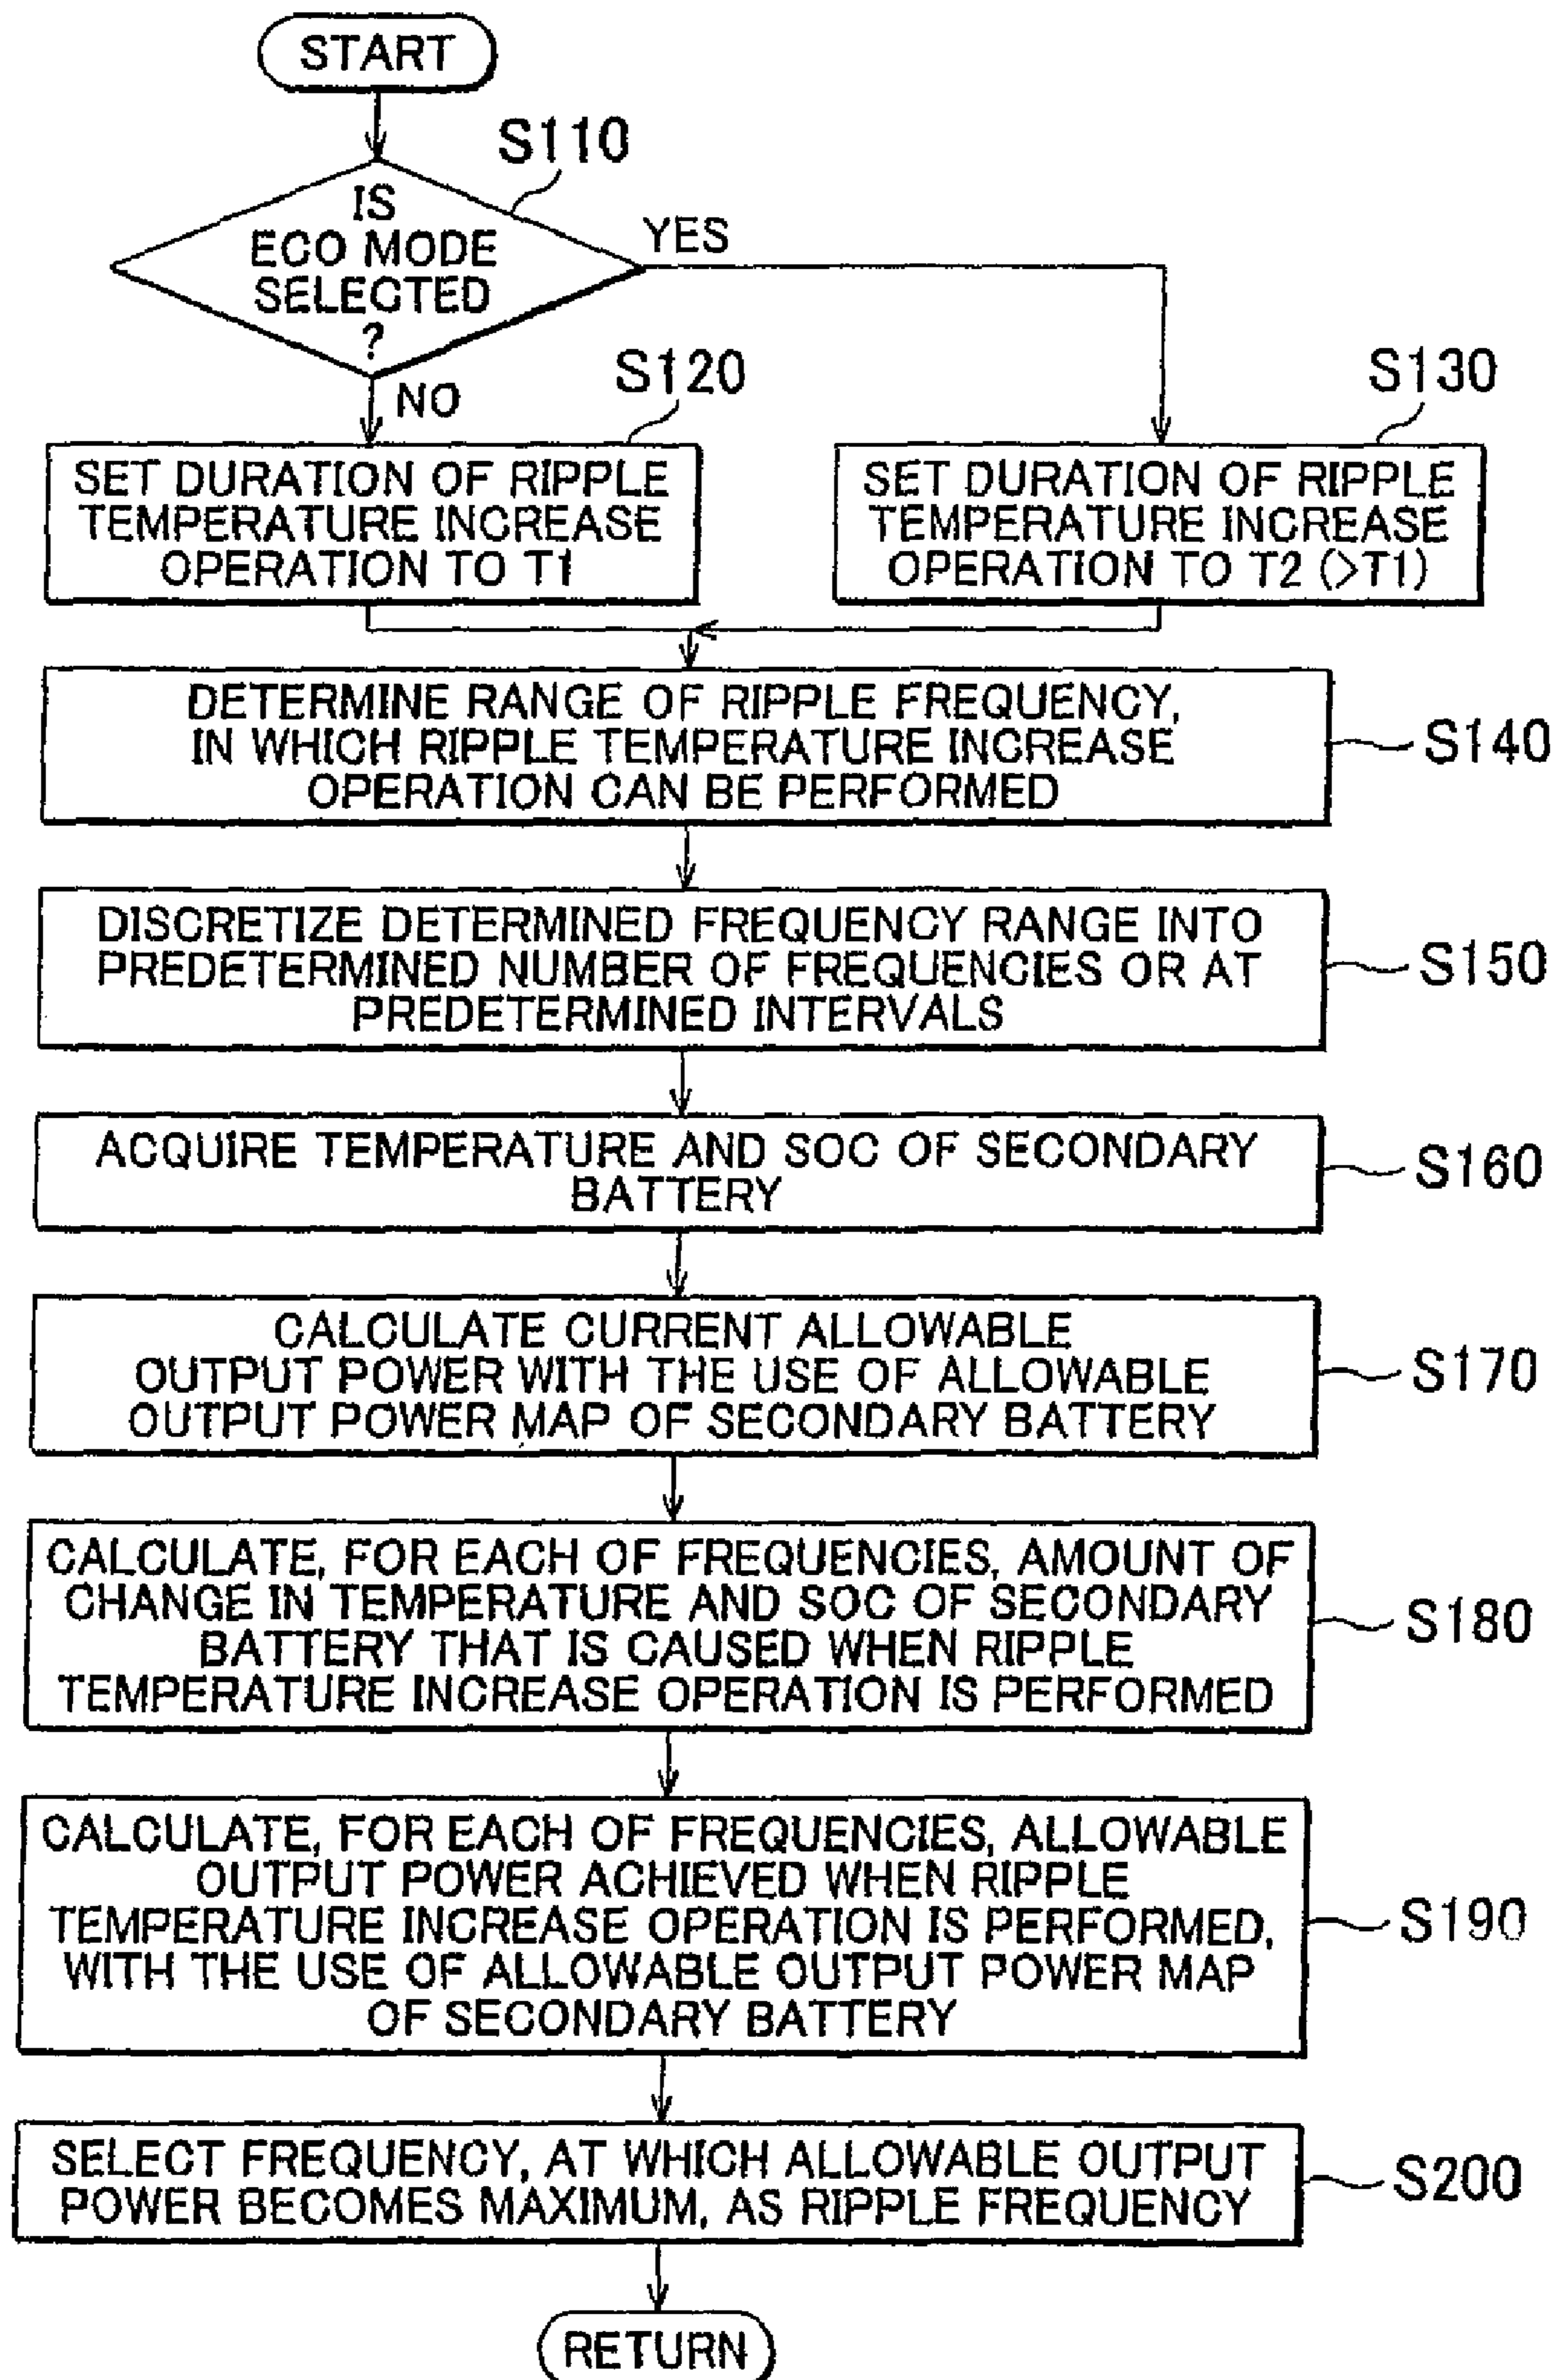 START
S110
IS
ECO MODE
SELECTED
?
YES
NO
S120
S130
SET DURATION OF RIPPLE
TEMPERATURE INCREASE
OPERATION TO T1
SET DURATION OF RIPPLE
TEMPERATURE INCREASE
OPERATION TO T2 (>T1)
DETERMINE RANGE OF RIPPLE FREQUENCY,
IN WHICH RIPPLE TEMPERATURE INCREASE
OPERATION CAN BE PERFORMED
S140
DISCRETIZE DETERMINED FREQUENCY RANGE INTO
PREDETERMINED NUMBER OF FREQUENCIES OR AT
PREDETERMINED INTERVALS
S150
ACQUIRE TEMPERATURE AND SOC OF SECONDARY
BATTERY
S160
CALCULATE CURRENT ALLOWABLE
OUTPUT POWER WITH THE USE OF ALLOWABLE
OUTPUT POWER MAP OF SECONDARY BATTERY
S170
CALCULATE, FOR EACH OF FREQUENCIES, AMOUNT OF
CHANGE IN TEMPERATURE AND SOC OF SECONDARY
BATTERY THAT IS CAUSED WHEN RIPPLE
TEMPERATURE INCREASE OPERATION IS PERFORMED
S180
CALCULATE, FOR EACH OF FREQUENCIES, ALLOWABLE
OUTPUT POWER ACHIEVED WHEN RIPPLE
TEMPERATURE INCREASE OPERATION IS PERFORMED,
WITH THE USE OF ALLOWABLE OUTPUT POWER MAP
OF SECONDARY BATTERY
S190
SELECT FREQUENCY, AT WHICH ALLOWABLE OUTPUT
POWER BECOMES MAXIMUM, AS RIPPLE FREQUENCY
S200
RETURN